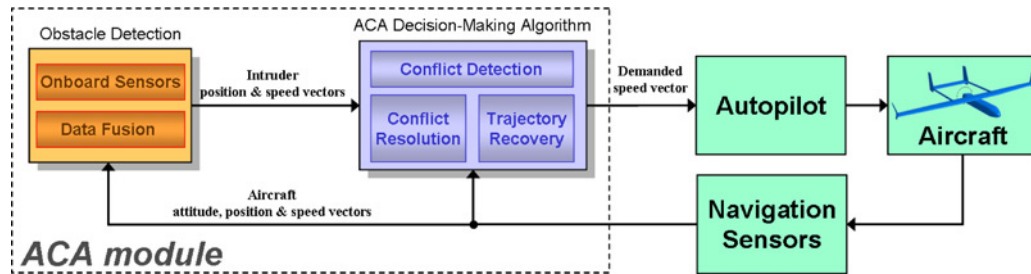 Obstacle Detection
Onboard Sensors
Data Fusion
Intruder
position & speed vectors
ACA Decision-Making Algorithm
Conflict Detection
Conflict
Resolution
Trajectory
Recovery
Demanded
speed vector
Autopilot
Aircraft
Aircraft
attitude, position & speed vectors
Navigation
Sensors
ACA module